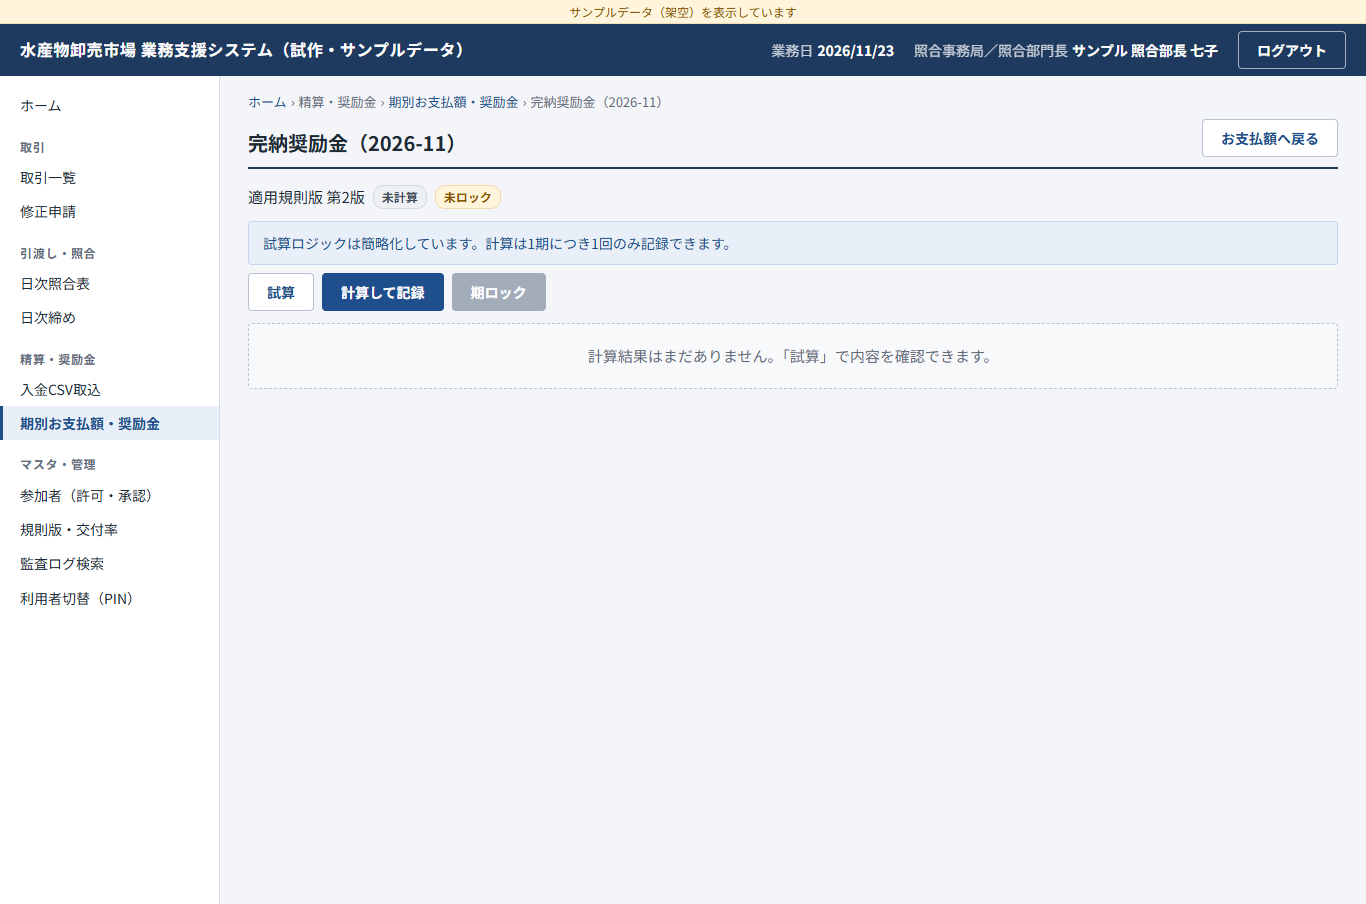 サンプルデータ（架空）を表示しています
水産物卸売市場 業務支援システム（試作・サンプルデータ）
業務日 2026/11/23 照合事務局／照合部門長 サンプル 照合部長 七子 ログアウト
ホーム
取引
取引一覧
修正申請
引渡し・照合
日次照合表
日次締め
精算・奨励金
入金CSV取込
期別お支払額・奨励金
マスタ・管理
参加者（許可・承認）
規則版・交付率
監査ログ検索
利用者切替（PIN）
ホーム › 精算・奨励金 › 期別お支払額・奨励金 › 完納奨励金（2026-11）
完納奨励金（2026-11）
お支払額へ戻る
適用規則版 第2版 未計算 未ロック
試算ロジックは簡略化しています。計算は1期につき1回のみ記録できます。
試算 計算して記録 期ロック
計算結果はまだありません。「試算」で内容を確認できます。